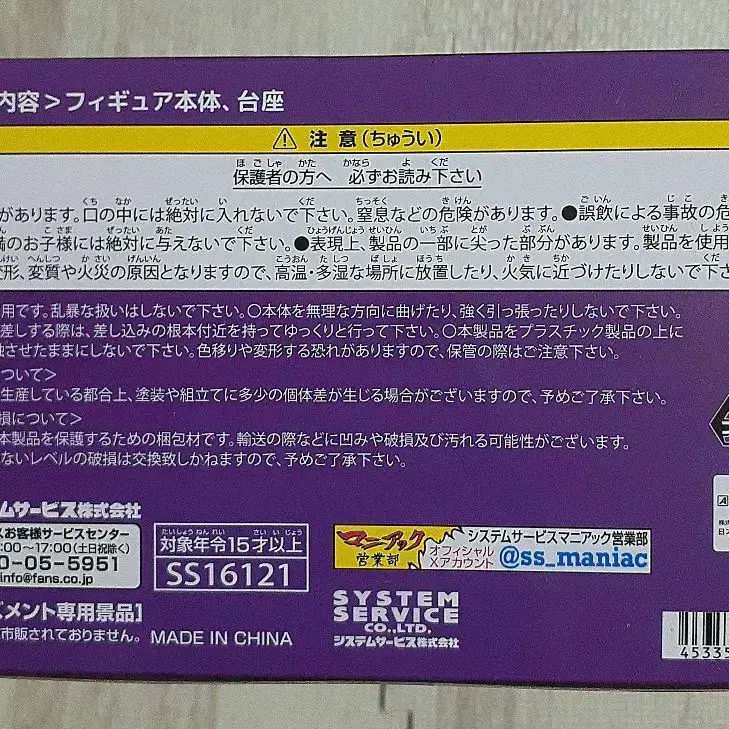 内容＞フィギュア本体、台座
⚠ 注意(ちゅうい)
保護者の方へ 必ずお読み下さい
があります。口の中には絶対に入れないで下さい。窒息などの危険があります。●誤飲による事故の危
満のお子様には絶対に与えないで下さい。●表現上、製品の一部に尖った部分があります。製品を使用
形、変質や火災の原因となりますので、高温・多湿な場所に放置したり、火気に近づけたりしないで下さ
用です。乱暴な扱いはしないで下さい。〇本体を無理な方向に曲げたり、強く引っ張ったりしないで下さい。
差しする際は、差し込みの根本付近を持ってゆっくりと行って下さい。〇本製品をプラスチック製品の上に
触させたままにしないで下さい。色移りや変形する恐れがありますので、保管の際はご注意下さい。
ついて＞
生産している都合上、塗装や組立てに多少の個体差が生じる場合がございますので、予めご了承下さい。
損について＞
本製品を保護するための梱包材です。輸送の際などに凹みや破損及び汚れる可能性がございます。
ないレベルの破損は交換致しかねますので、予めご了承下さい。
テムサービス株式会社
スお客様サービスセンター
:00～17:00(土日祝除く)
0-05-5951
info@fans.co.jp
対象年令15才以上
SS16121
マニアック
営業部
システムサービスマニアック営業部
オフィシャル
Xアカウント
@ss_maniac
ズメント専用景品]
市販されておりません。
MADE IN CHINA
SYSTEM
SERVICE
CO.,LTD.
システムサービス株式会社
45335